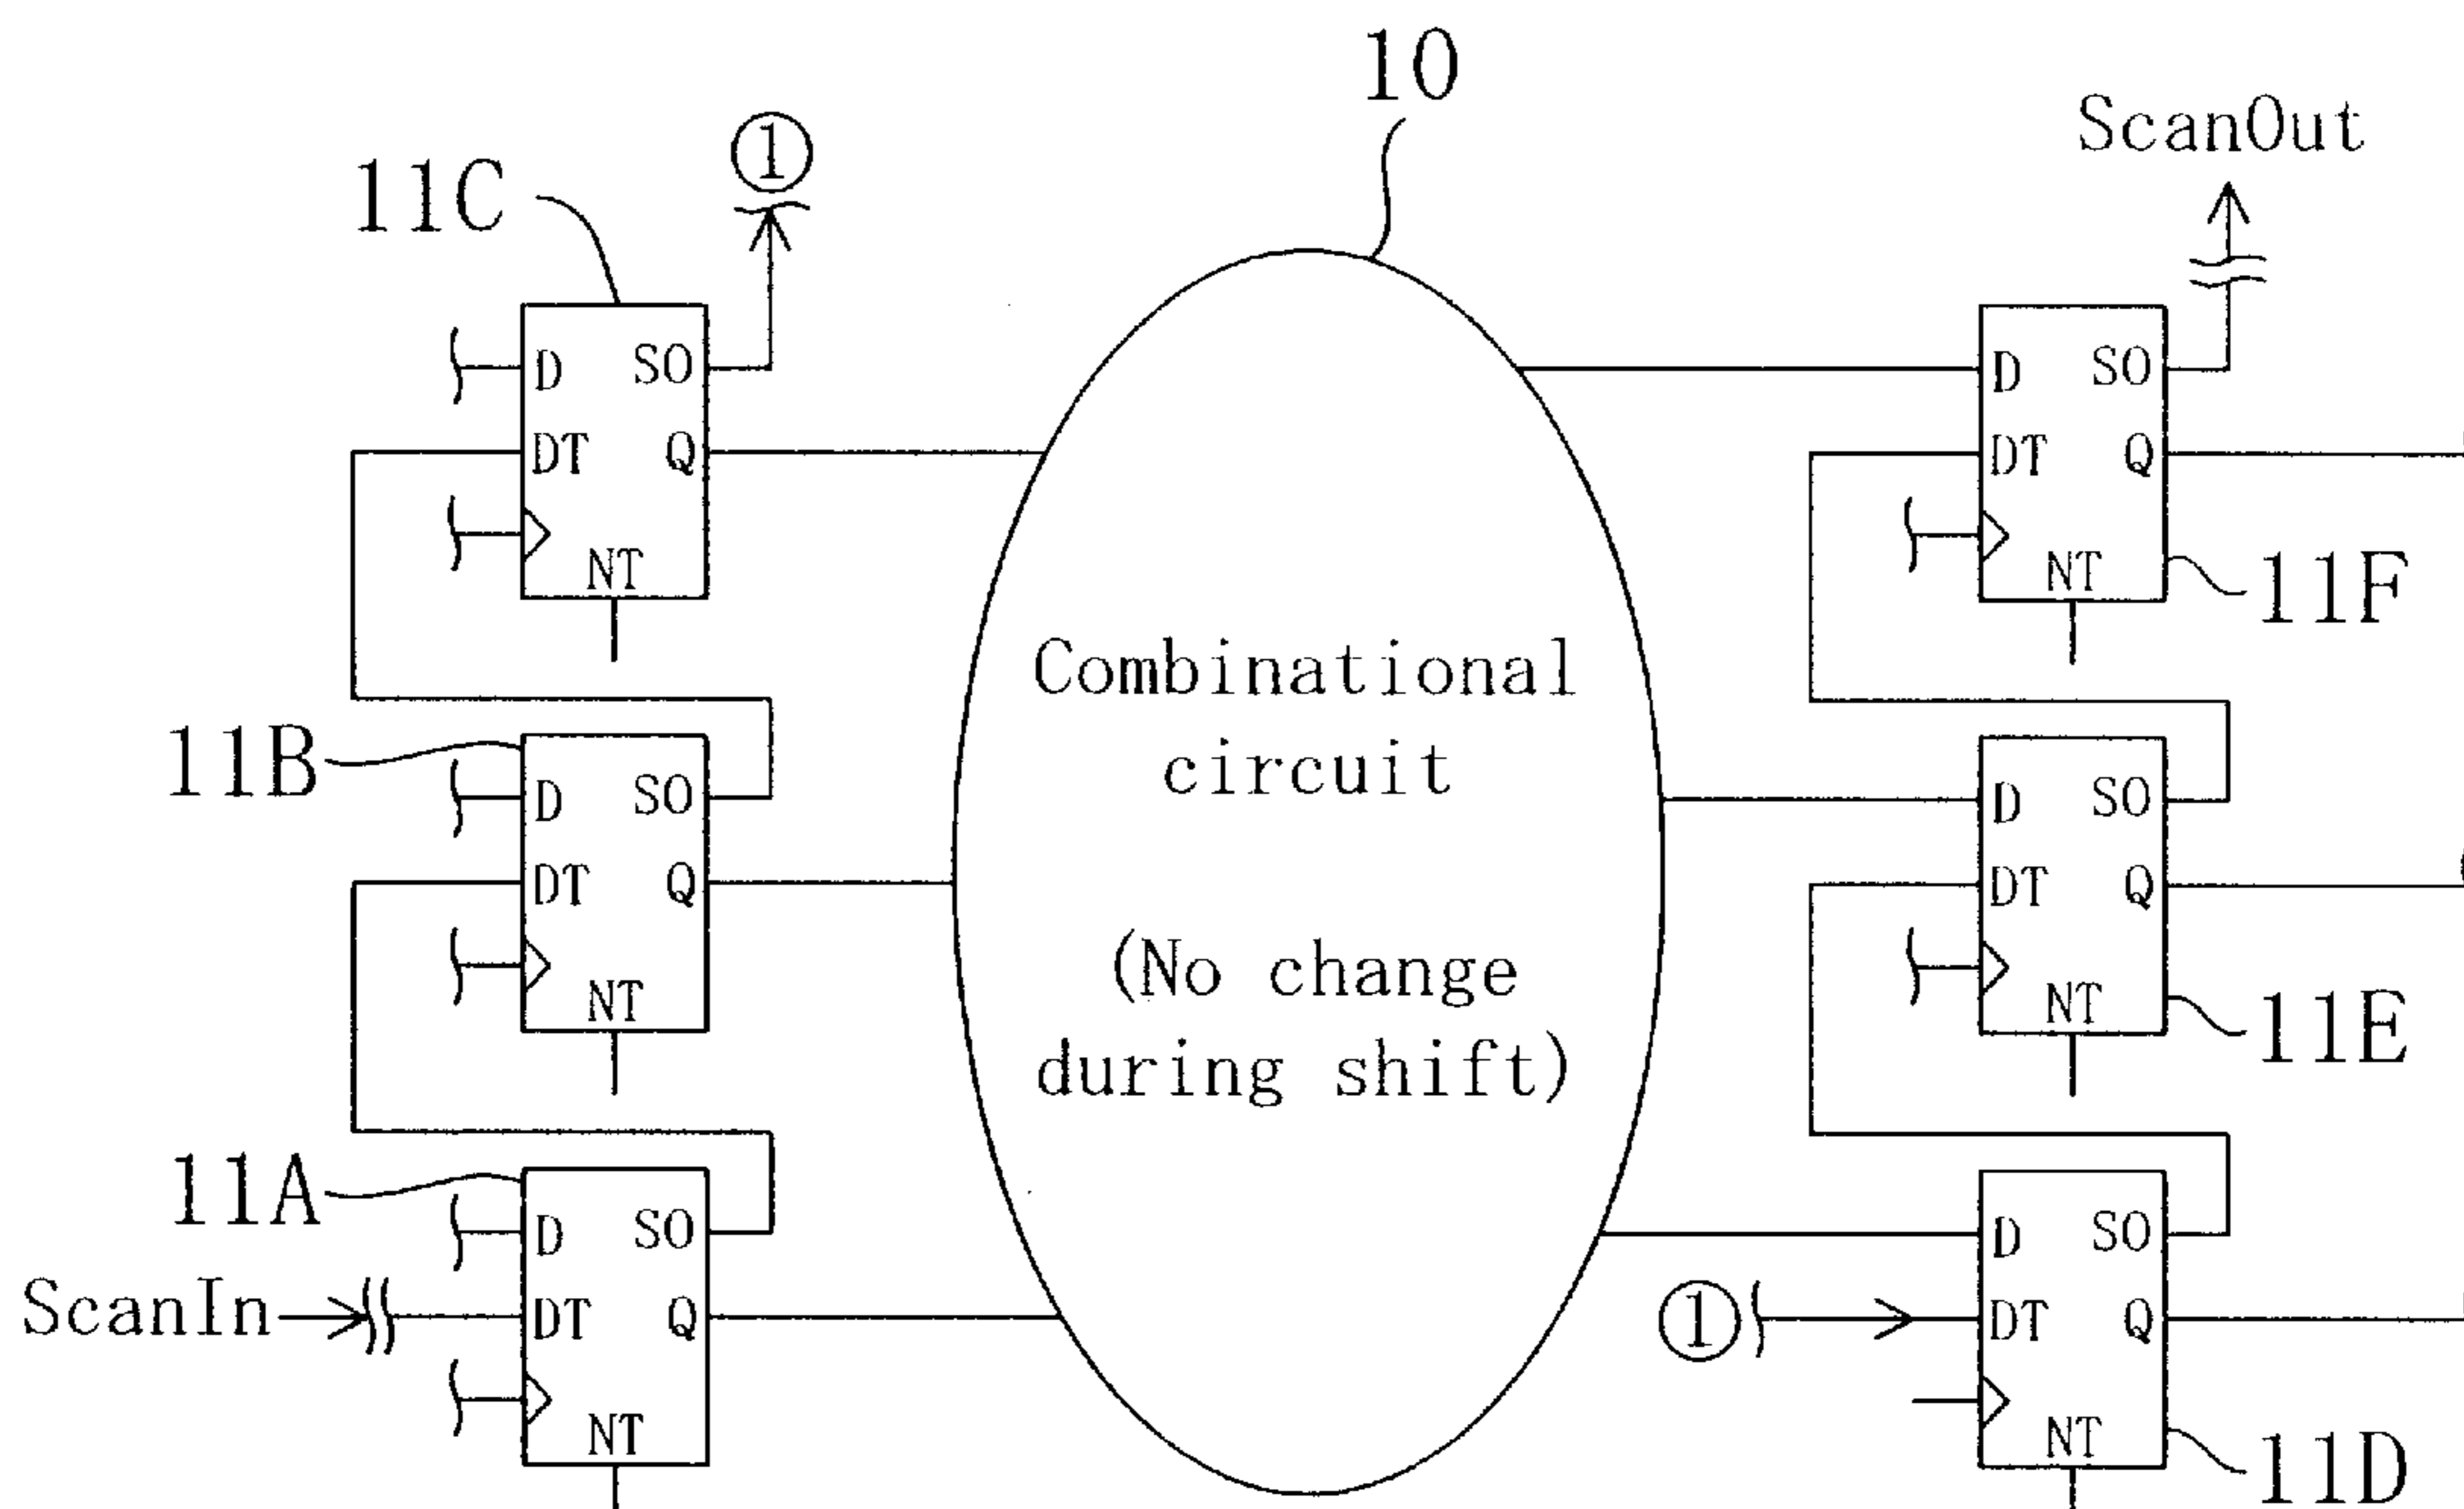 10
ScanOut
①
11C
D SO
DT Q
NT
D SO
DT Q
NT
11F
Combinational
circuit
(No change
during shift)
11B
D SO
DT Q
NT
D SO
DT Q
NT
11E
11A
D SO
ScanIn DT Q
NT
D SO
① DT Q
NT
11D